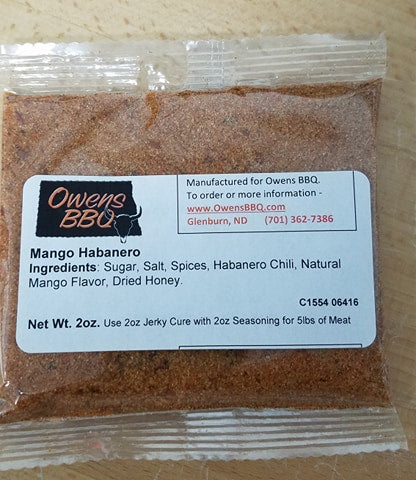 Owens
BBQ
Manufactured for Owens BBQ.
To order or more information -
www.OwensBBQ.com
Glenburn, ND (701) 362-7386
Mango Habanero
Ingredients: Sugar, Salt, Spices, Habanero Chili, Natural
Mango Flavor, Dried Honey.
C1554 06416
Net Wt. 2oz. Use 2oz Jerky Cure with 2oz Seasoning for 5lbs of Meat